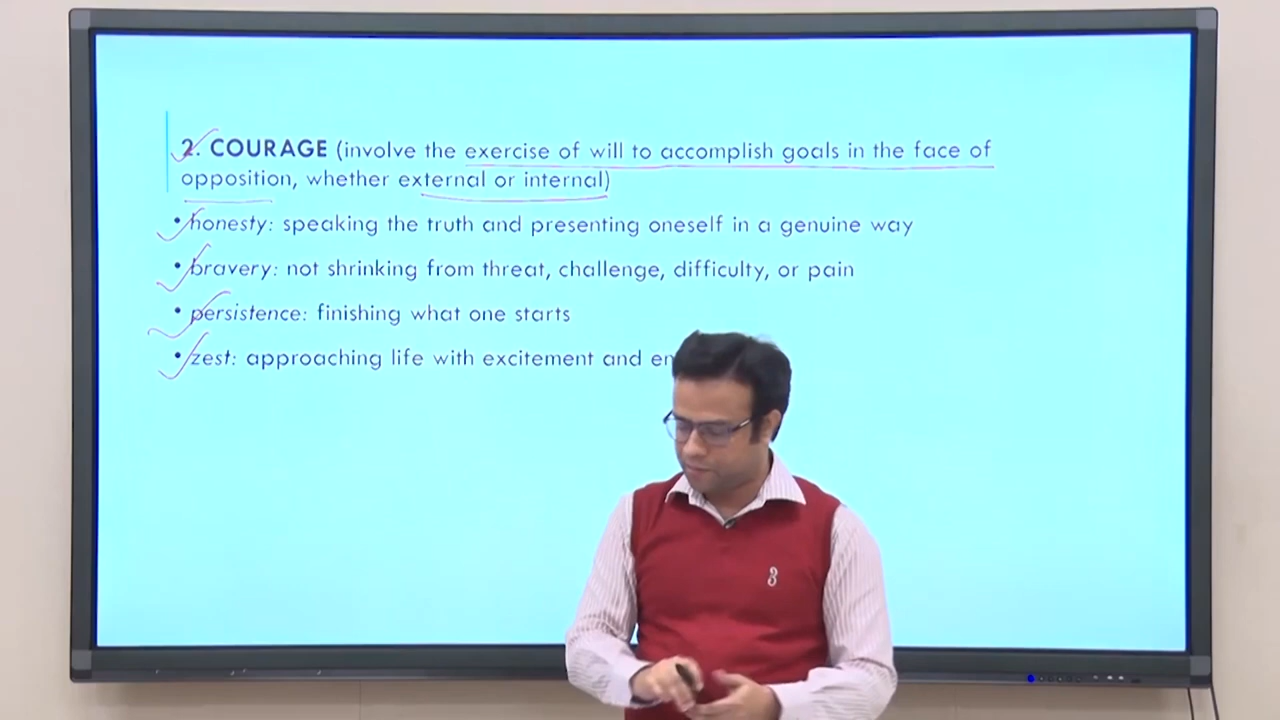 2. COURAGE (involve the exercise of will to accomplish goals in the face of
opposition, whether external or internal)
• honesty: speaking the truth and presenting oneself in a genuine way
• bravery: not shrinking from threat, challenge, difficulty, or pain
• persistence: finishing what one starts
• zest: approaching life with excitement and